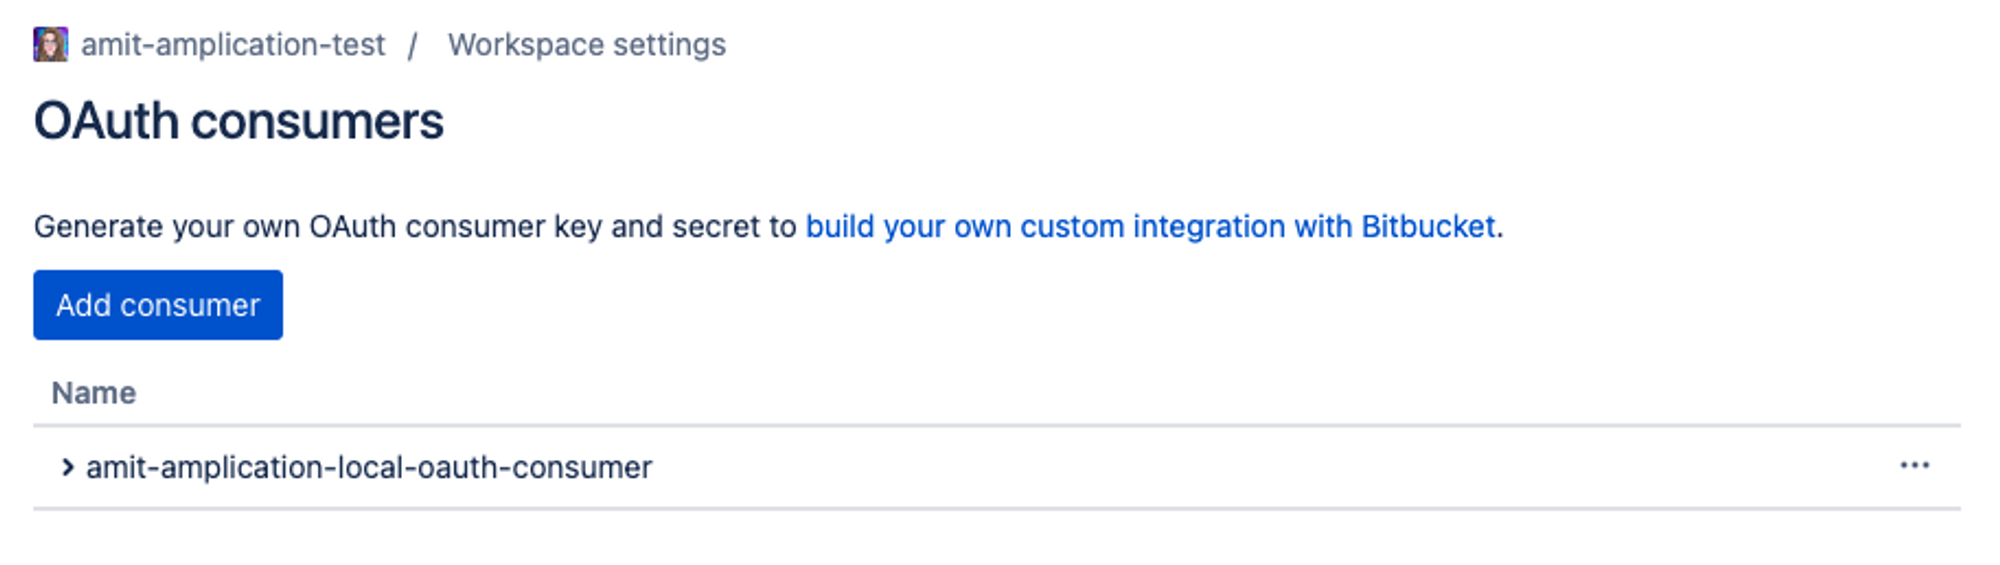 amit-amplication-test / Workspace settings
OAuth consumers
Generate your own OAuth consumer key and secret to build your own custom integration with Bitbucket.
Add consumer
Name
amit-amplication-local-oauth-consumer